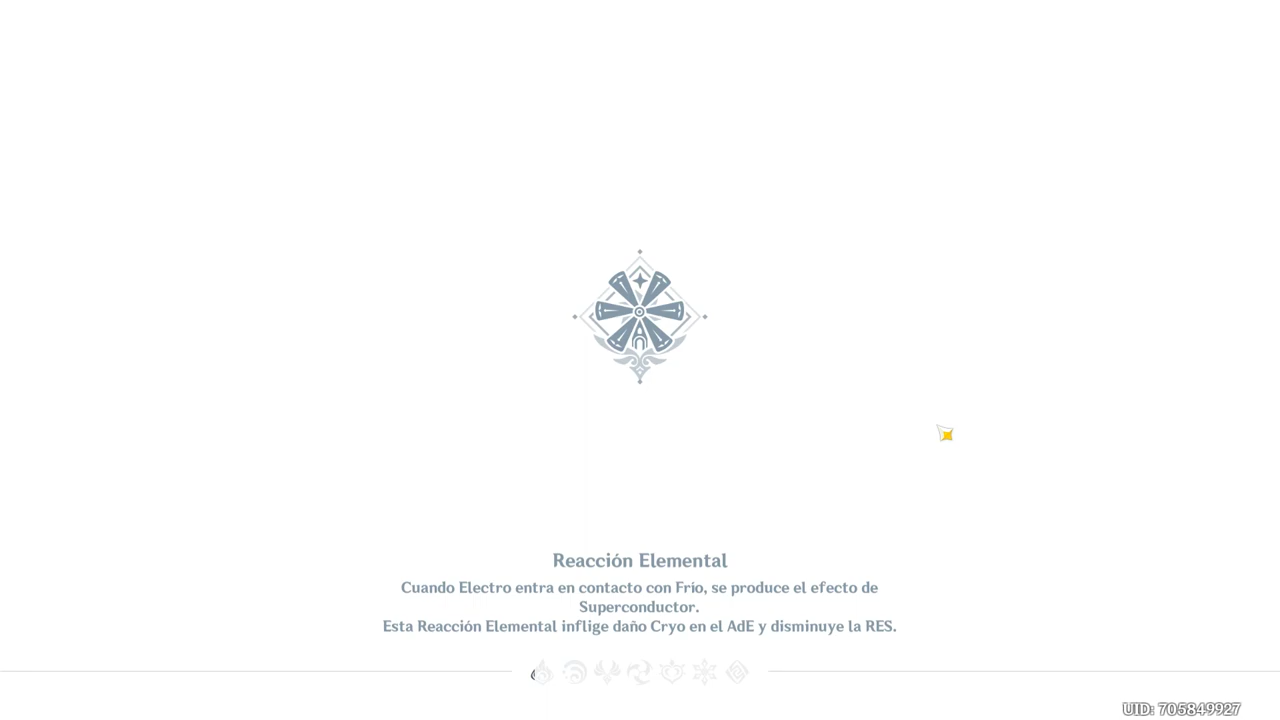 Reacción Elemental
Cuando Electro entra en contacto con Frío, se produce el efecto de
Superconductor.
Esta Reacción Elemental inflige daño Cryo en el AdE y disminuye la RES.
UID: 705849927